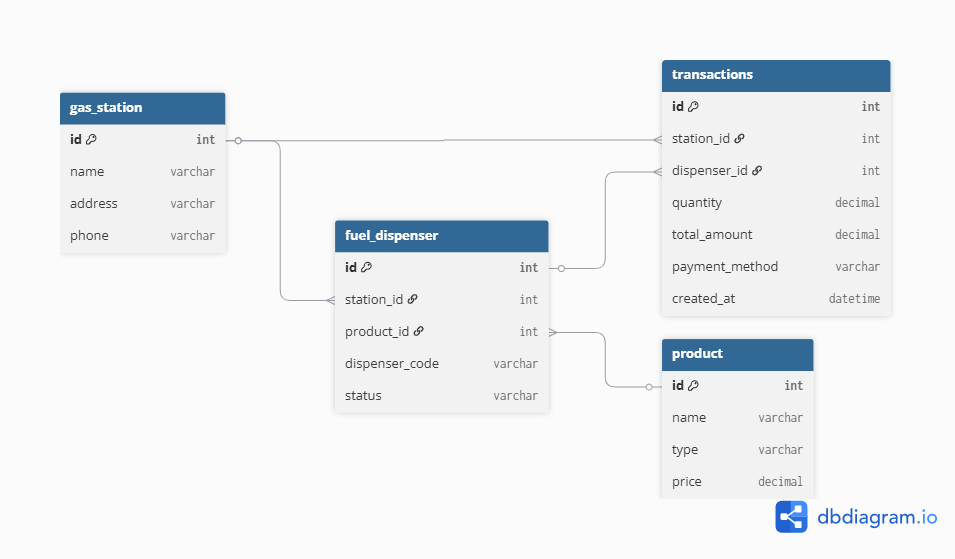 gas_station
id int
name varchar
address varchar
phone varchar
fuel_dispenser
id int
station_id int
product_id int
dispenser_code varchar
status varchar
transactions
id int
station_id int
dispenser_id int
quantity decimal
total_amount decimal
payment_method varchar
created_at datetime
product
id int
name varchar
type varchar
price decimal
dbdiagram.io